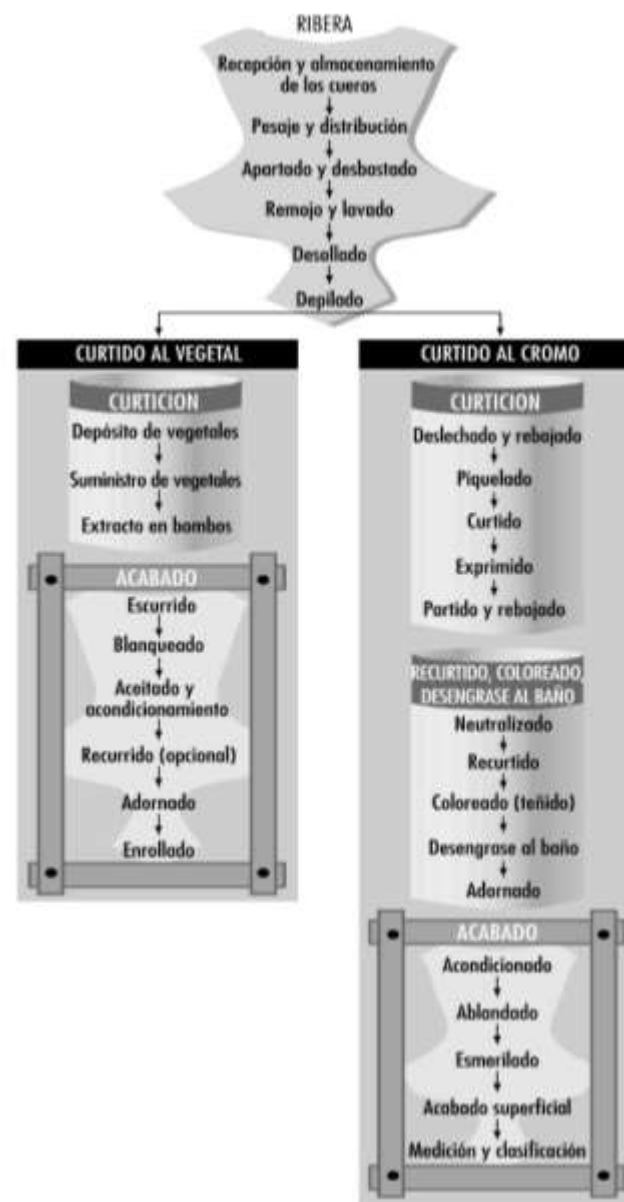 RIBERA
Recepción y almacenamiento
de los cueros
Pesaje y distribución
Apartado y desbastado
Remojo y lavado
Desollado
Depilado
CURTIDO AL VEGETAL
CURTICION
Depósito de vegetales
Suministro de vegetales
Extracto en bombos
ACABADO
Escurrido
Blanqueado
Aceitado y
acondicionamiento
Recurrido (opcional)
Adornado
Enrollado
CURTIDO AL CROMO
CURTICION
Deslechado y rebajado
Piquelado
Curtido
Exprimido
Partido y rebajado
RECURTIDO, COLOREADO,
DESENGRASE AL BAÑO
Neutralizado
Recurtido
Coloreado (teñido)
Desengrase al baño
Adornado
ACABADO
Acondicionado
Ablandado
Esmerilado
Acabado superficial
Medición y clasificación